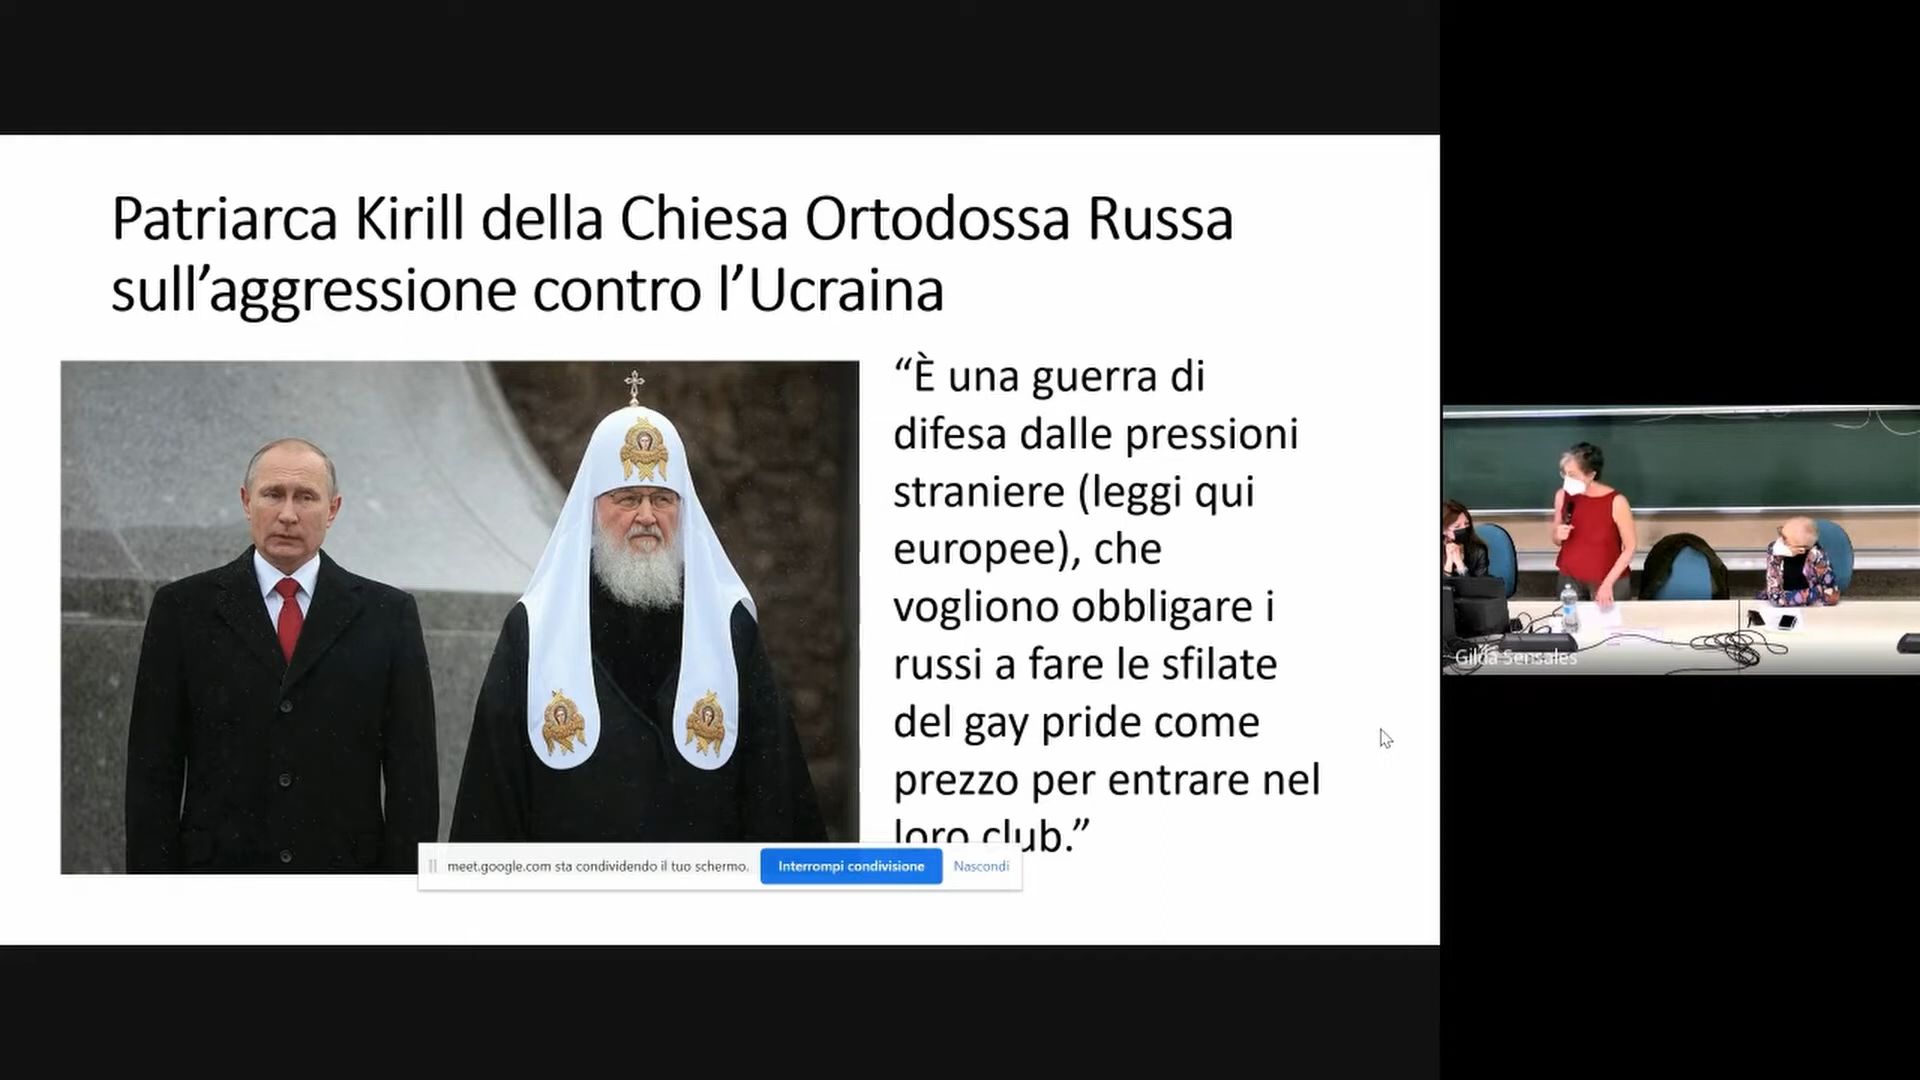 Patriarca Kirill della Chiesa Ortodossa Russa
sull’aggressione contro l’Ucraina
“È una guerra di
difesa dalle pressioni
straniere (leggi qui
europee), che
vogliono obbligare i
russi a fare le sfilate
del gay pride come
prezzo per entrare nel
loro club.”
meet.google.com sta condividendo il tuo schermo.
Interrompi condivisione
Nascondi
Gilda Sensales